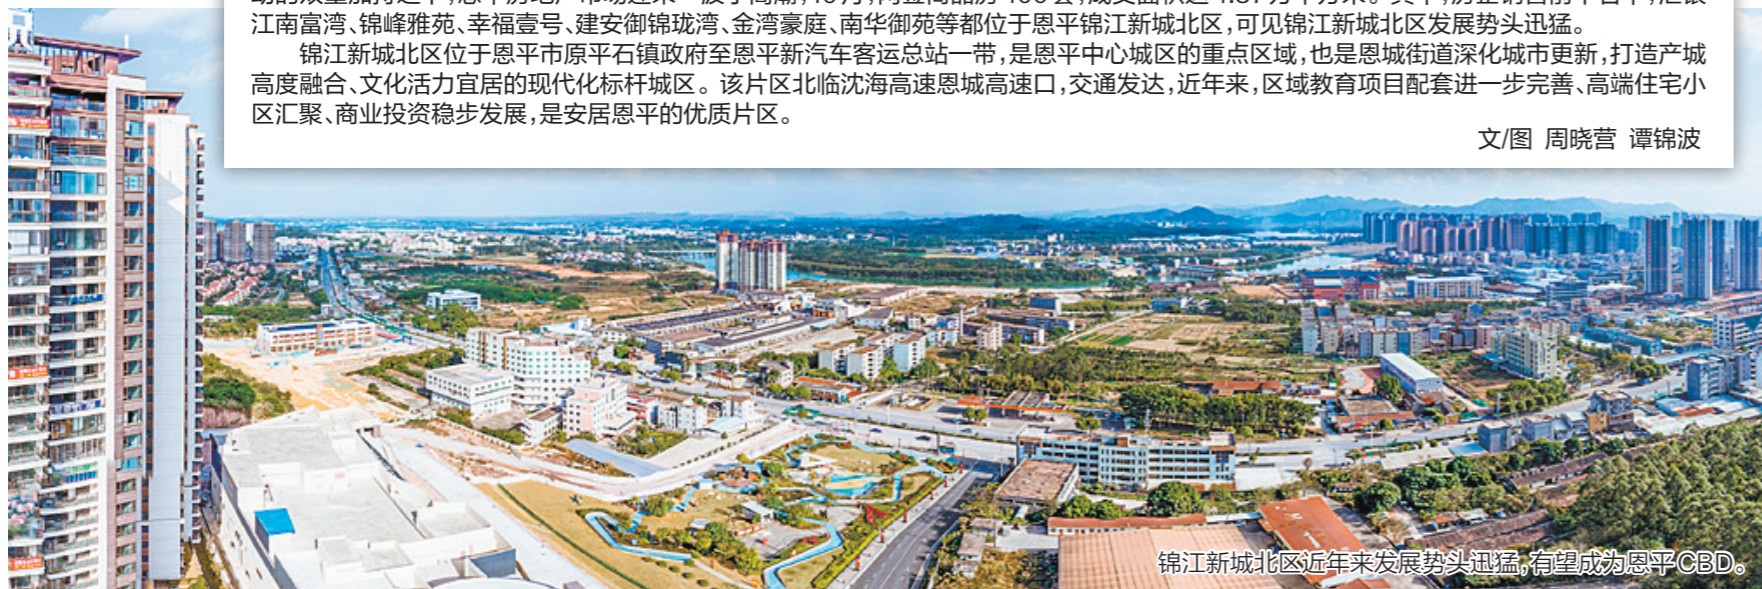 江南富湾、锦峰雅苑、幸福壹号、建安御锦珑湾、金湾豪庭、南华御苑等都位于恩平锦江新城北区,可见锦江新城北区发展势头迅猛。
锦江新城北区位于恩平市原平石镇政府至恩平新汽车客运总站一带,是恩平中心城区的重点区域,也是恩城街道深化城市更新,打造产城
高度融合、文化活力宜居的现代化标杆城区。该片区北临沈海高速恩城高速口,交通发达,近年来,区域教育项目配套进一步完善、高端住宅小
区汇聚、商业投资稳步发展,是安居恩平的优质片区。
文/图 周晓营 谭锦波
锦江新城北区近年来发展势头迅猛,有望成为恩平CBD。